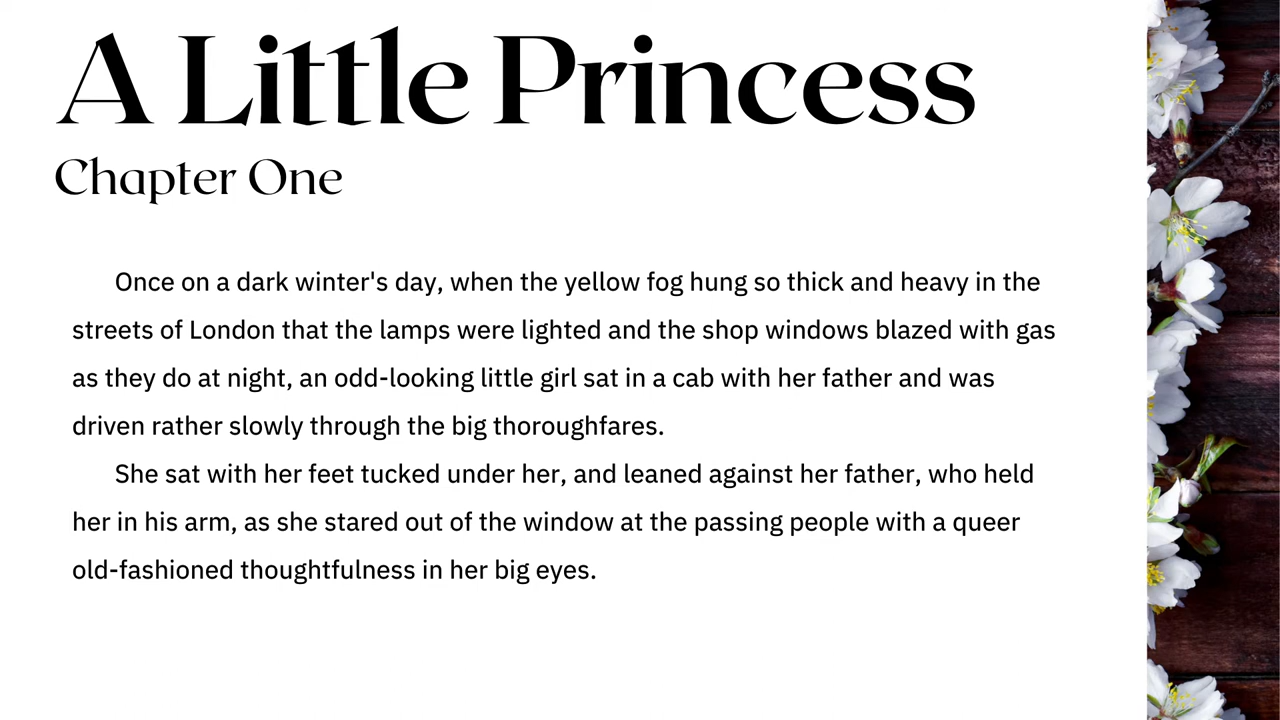 A Little Princess
Chapter One
Once on a dark winter's day, when the yellow fog hung so thick and heavy in the
streets of London that the lamps were lighted and the shop windows blazed with gas
as they do at night, an odd-looking little girl sat in a cab with her father and was
driven rather slowly through the big thoroughfares.
She sat with her feet tucked under her, and leaned against her father, who held
her in his arm, as she stared out of the window at the passing people with a queer
old-fashioned thoughtfulness in her big eyes.